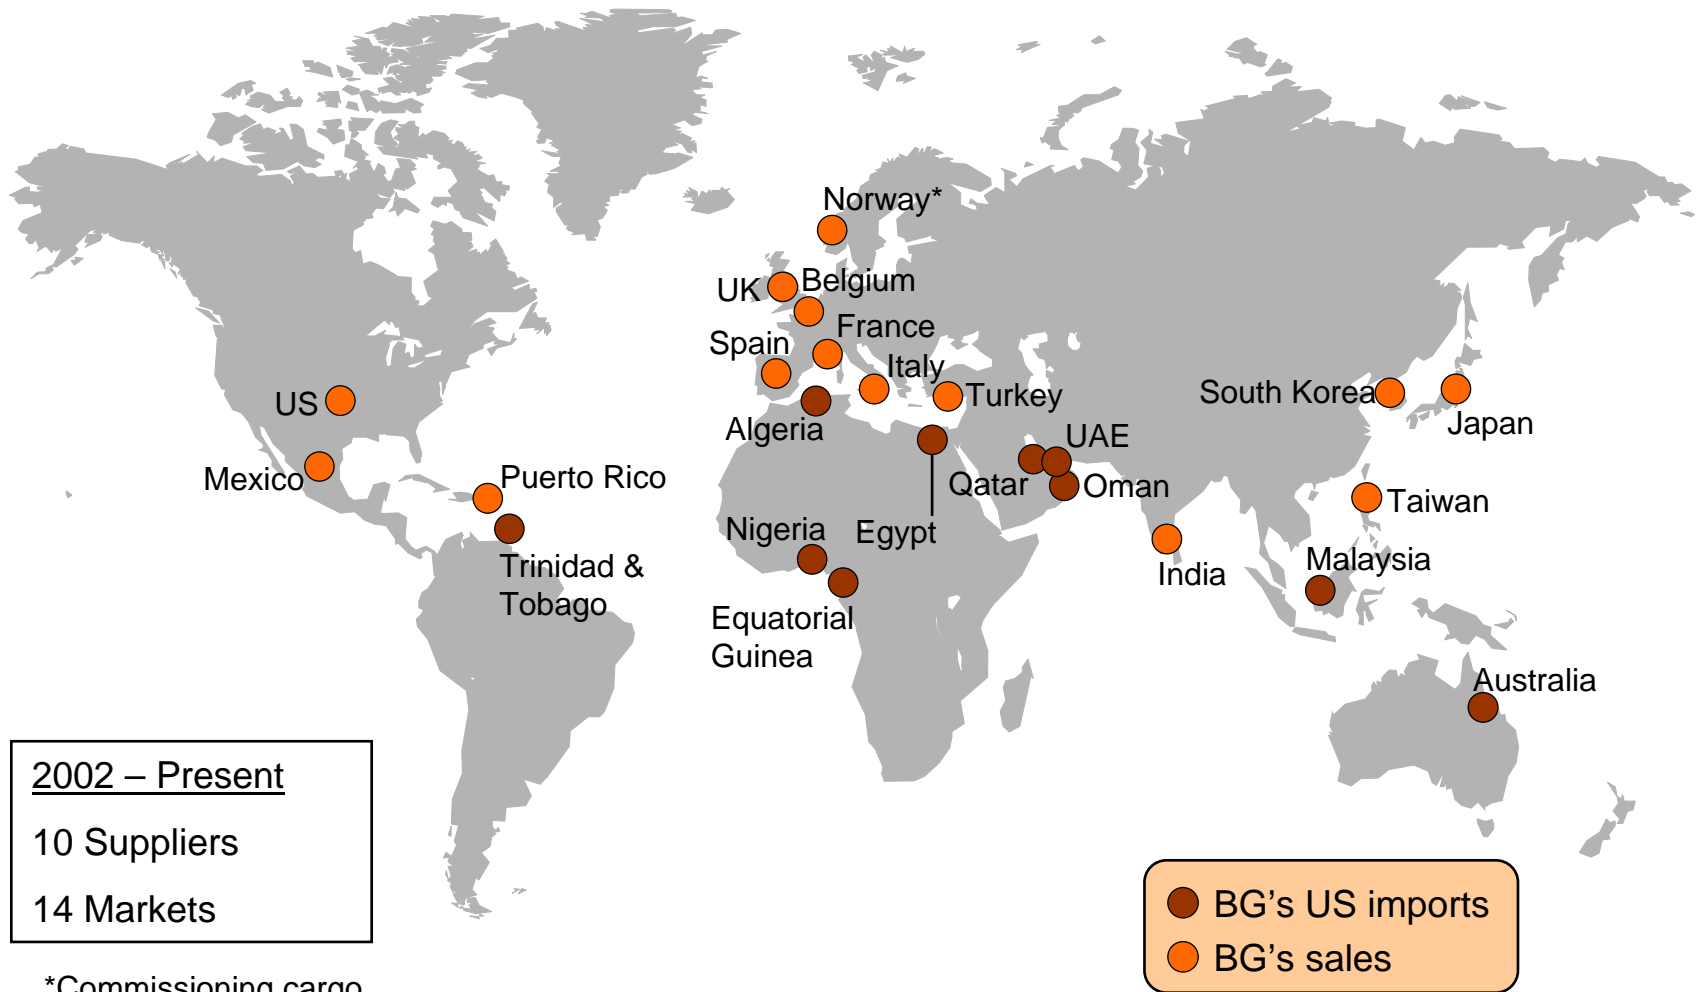 Norway*
UK
Belgium
Spain
France
Italy
US
Turkey
South Korea
Algeria
Japan
UAE
Mexico
Puerto Rico
Qatar
Oman
Taiwan
Nigeria
Egypt
Trinidad &
Tobago
India
Malaysia
Equatorial
Guinea
Australia
2002 – Present
10 Suppliers
14 Markets
BG's US imports
BG's sales
*Commissioning cargo